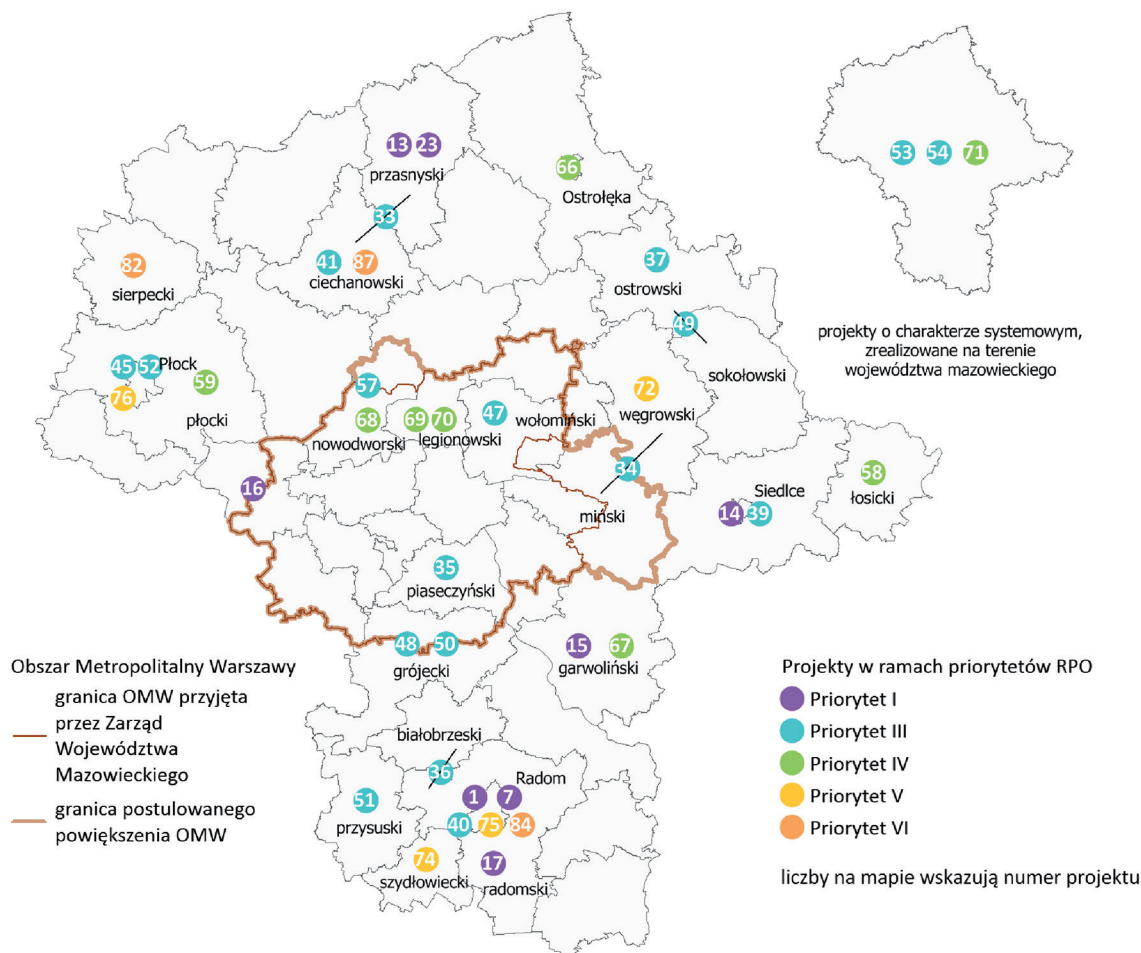 13 23
przasnyski
66
Ostrołęka
53 54 71
33
41 87
ciechanowski
82
sierpecki
37
ostrowski
49
sokołowski
projekty o charakterze systemowym,
zrealizowane na terenie
województwa mazowieckiego
45 52 Płock
59
76
płocki
57
68
nowodworski
69 70
legionowski
47
wołomiński
72
węgrowski
34
miński
16
Siedlce
14 39
58
łosicki
35
piaseczyński
48 50
grójecki
15 67
garwoliński
Obszar Metropolitalny Warszawy
granica OMW przyjęta
przez Zarząd
Województwa
Mazowieckiego
granica postulowanego
powiększenia OMW
białobrzeski
36
Radom
1 7
51
przysuski
40 75 84
74
szydłowiecki
17
radomski
Projekty w ramach priorytetów RPO
Priorytet I
Priorytet III
Priorytet IV
Priorytet V
Priorytet VI
liczby na mapie wskazują numer projektu